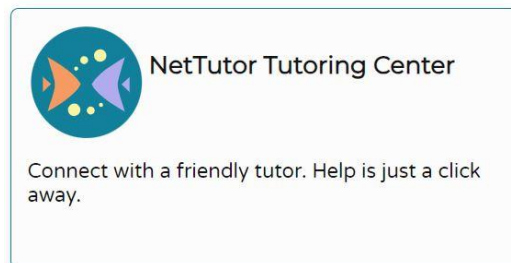 NetTutor Tutoring Center
Connect with a friendly tutor. Help is just a click
away.